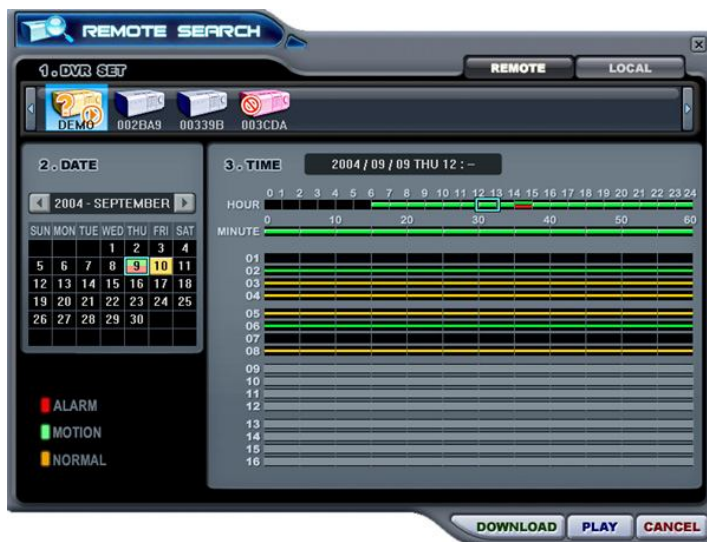 REMOTE SEARCH
1. DVR SET
REMOTE LOCAL
DEMO 002BA9 00339B 003CDA
2. DATE
3. TIME
2004 / 09 / 09 THU 12 : –
2004 - SEPTEMBER
SUN MON TUE WED THU FRI SAT
1 2 3 4
5 6 7 8 9 10 11
12 13 14 15 16 17 18
19 20 21 22 23 24 25
26 27 28 29 30
0 1 2 3 4 5 6 7 8 9 10 11 12 13 14 15 16 17 18 19 20 21 22 23 24
HOUR
0 10 20 30 40 50 60
MINUTE
01
02
03
04
05
06
07
08
09
10
11
12
13
14
15
16
ALARM
MOTION
NORMAL
DOWNLOAD PLAY CANCEL